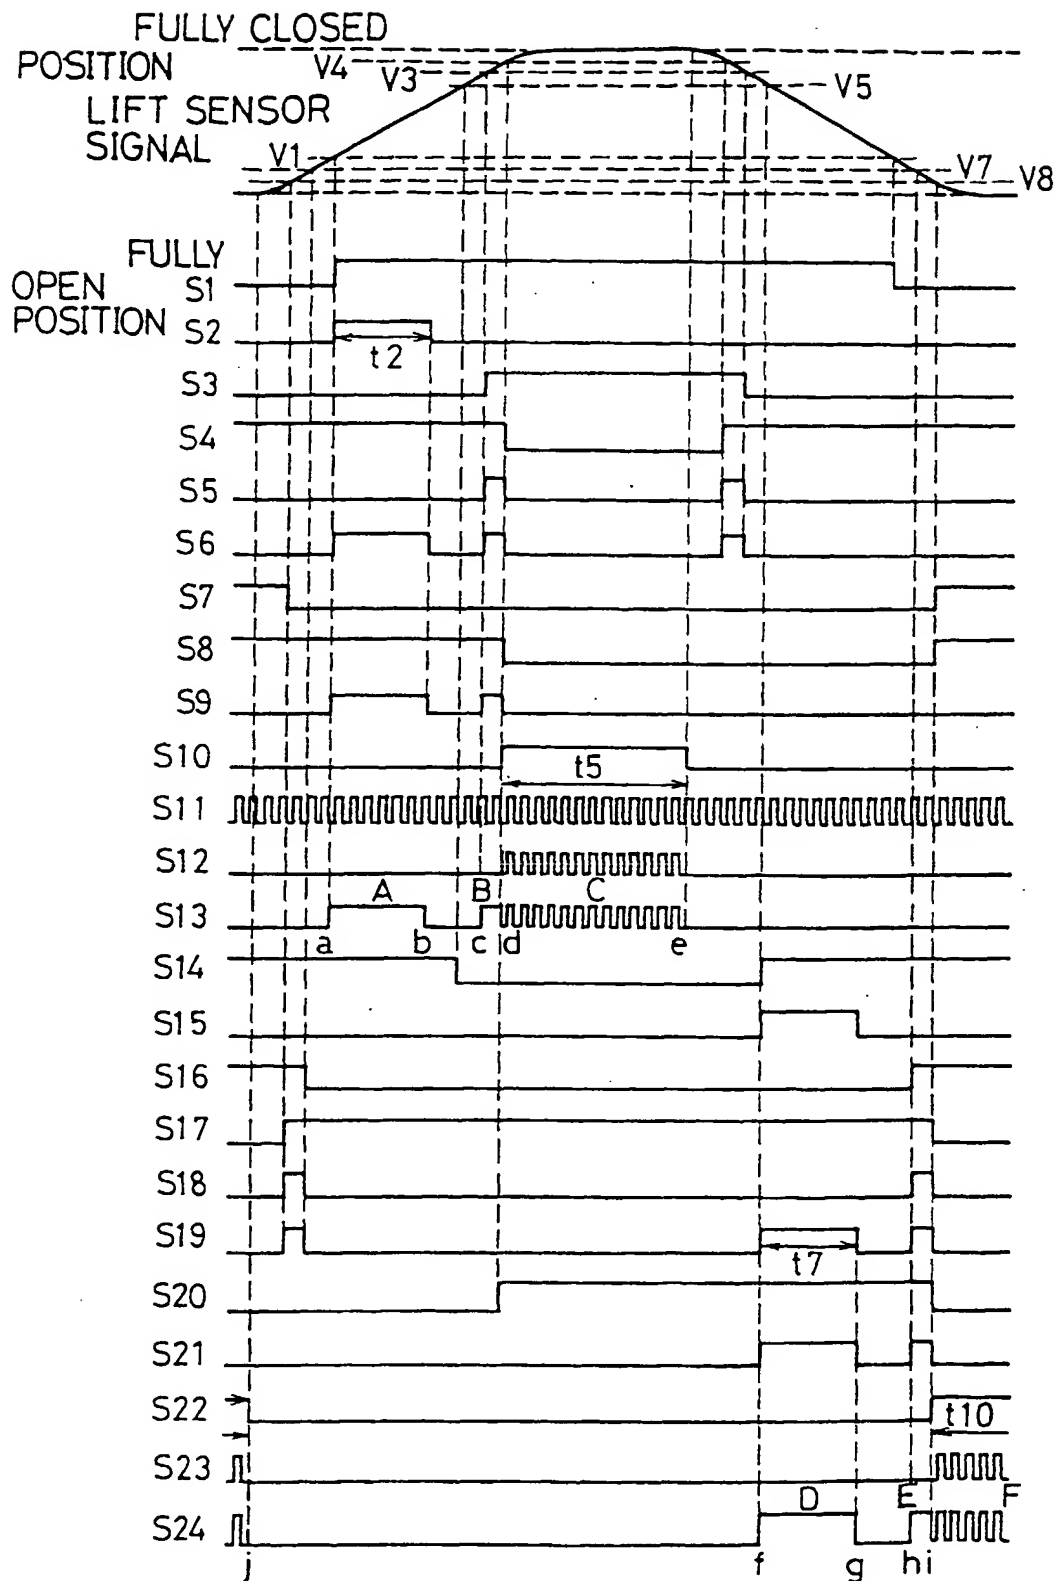 FULLY CLOSED
POSITION
V4
V3
V5
LIFT SENSOR
SIGNAL
V1
V7
V8
FULLY
OPEN
POSITION
S1
S2
t2
S3
S4
S5
S6
S7
S8
S9
S10
t5
S11
S12
A B C
S13
a b c d e
S14
S15
S16
S17
S18
S19
t7
S20
S21
S22
t10
S23
D E F
S24
j f g h i